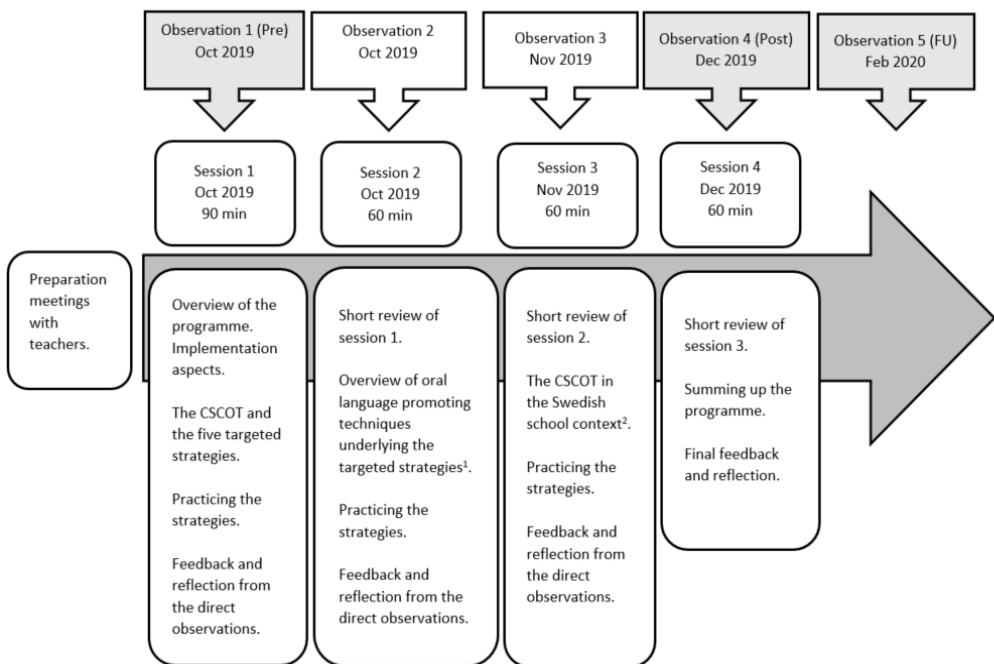 Observation 1 (Pre)
Oct 2019
Observation 2
Oct 2019
Observation 3
Nov 2019
Observation 4 (Post)
Dec 2019
Observation 5 (FU)
Feb 2020
Session 1
Oct 2019
90 min
Session 2
Oct 2019
60 min
Session 3
Nov 2019
60 min
Session 4
Dec 2019
60 min
Preparation
meetings
with
teachers.
Overview of the
programme.
Implementation
aspects.
The CSCOT and
the five targeted
strategies.
Practicing the
strategies.
Feedback and
reflection from
the direct
observations.
Short review of
session 1.
Overview of oral
language promoting
techniques
underlying the
targeted strategies¹.
Practicing the
strategies.
Feedback and
reflection from the
direct observations.
Short review of
session 2.
The CSCOT in
the Swedish
school context².
Practicing the
strategies.
Feedback and
reflection from
the direct
observations.
Short review of
session 3.
Summing up the
programme.
Final feedback
and reflection.